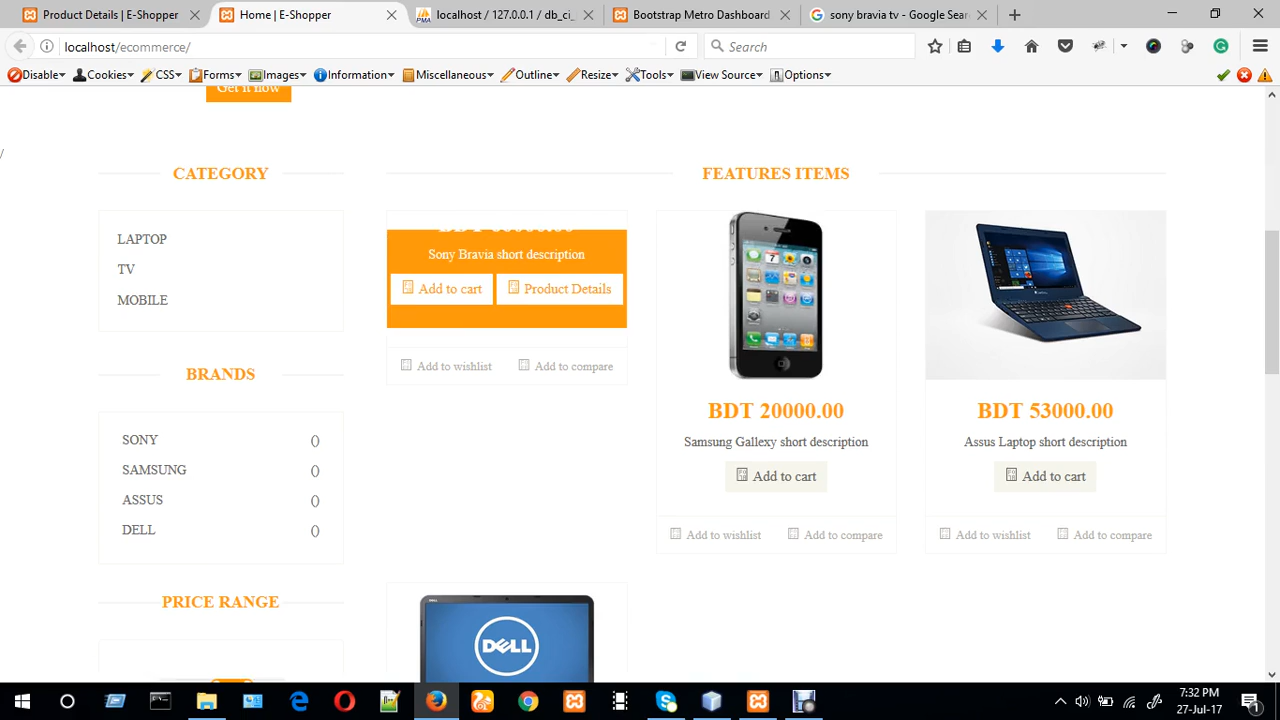 Product Details | E-Shopper
Home | E-Shopper
localhost / 127.0.0.1 / db_ci_
Bootstrap Metro Dashboard
sony bravia tv - Google Sear
localhost/ecommerce/
Search
Disable Cookies CSS Forms Images Information Miscellaneous Outline Resize Tools View Source Options
Get it now
/
CATEGORY
LAPTOP
TV
MOBILE
BRANDS
SONY ()
SAMSUNG ()
ASSUS ()
DELL ()
PRICE RANGE
FEATURES ITEMS
Sony Bravia short description
Add to cart Product Details
Add to wishlist Add to compare
BDT 20000.00
Samsung Gallexy short description
Add to cart
Add to wishlist Add to compare
BDT 53000.00
Assus Laptop short description
Add to cart
Add to wishlist Add to compare
DELL
7:32 PM
27-Jul-17